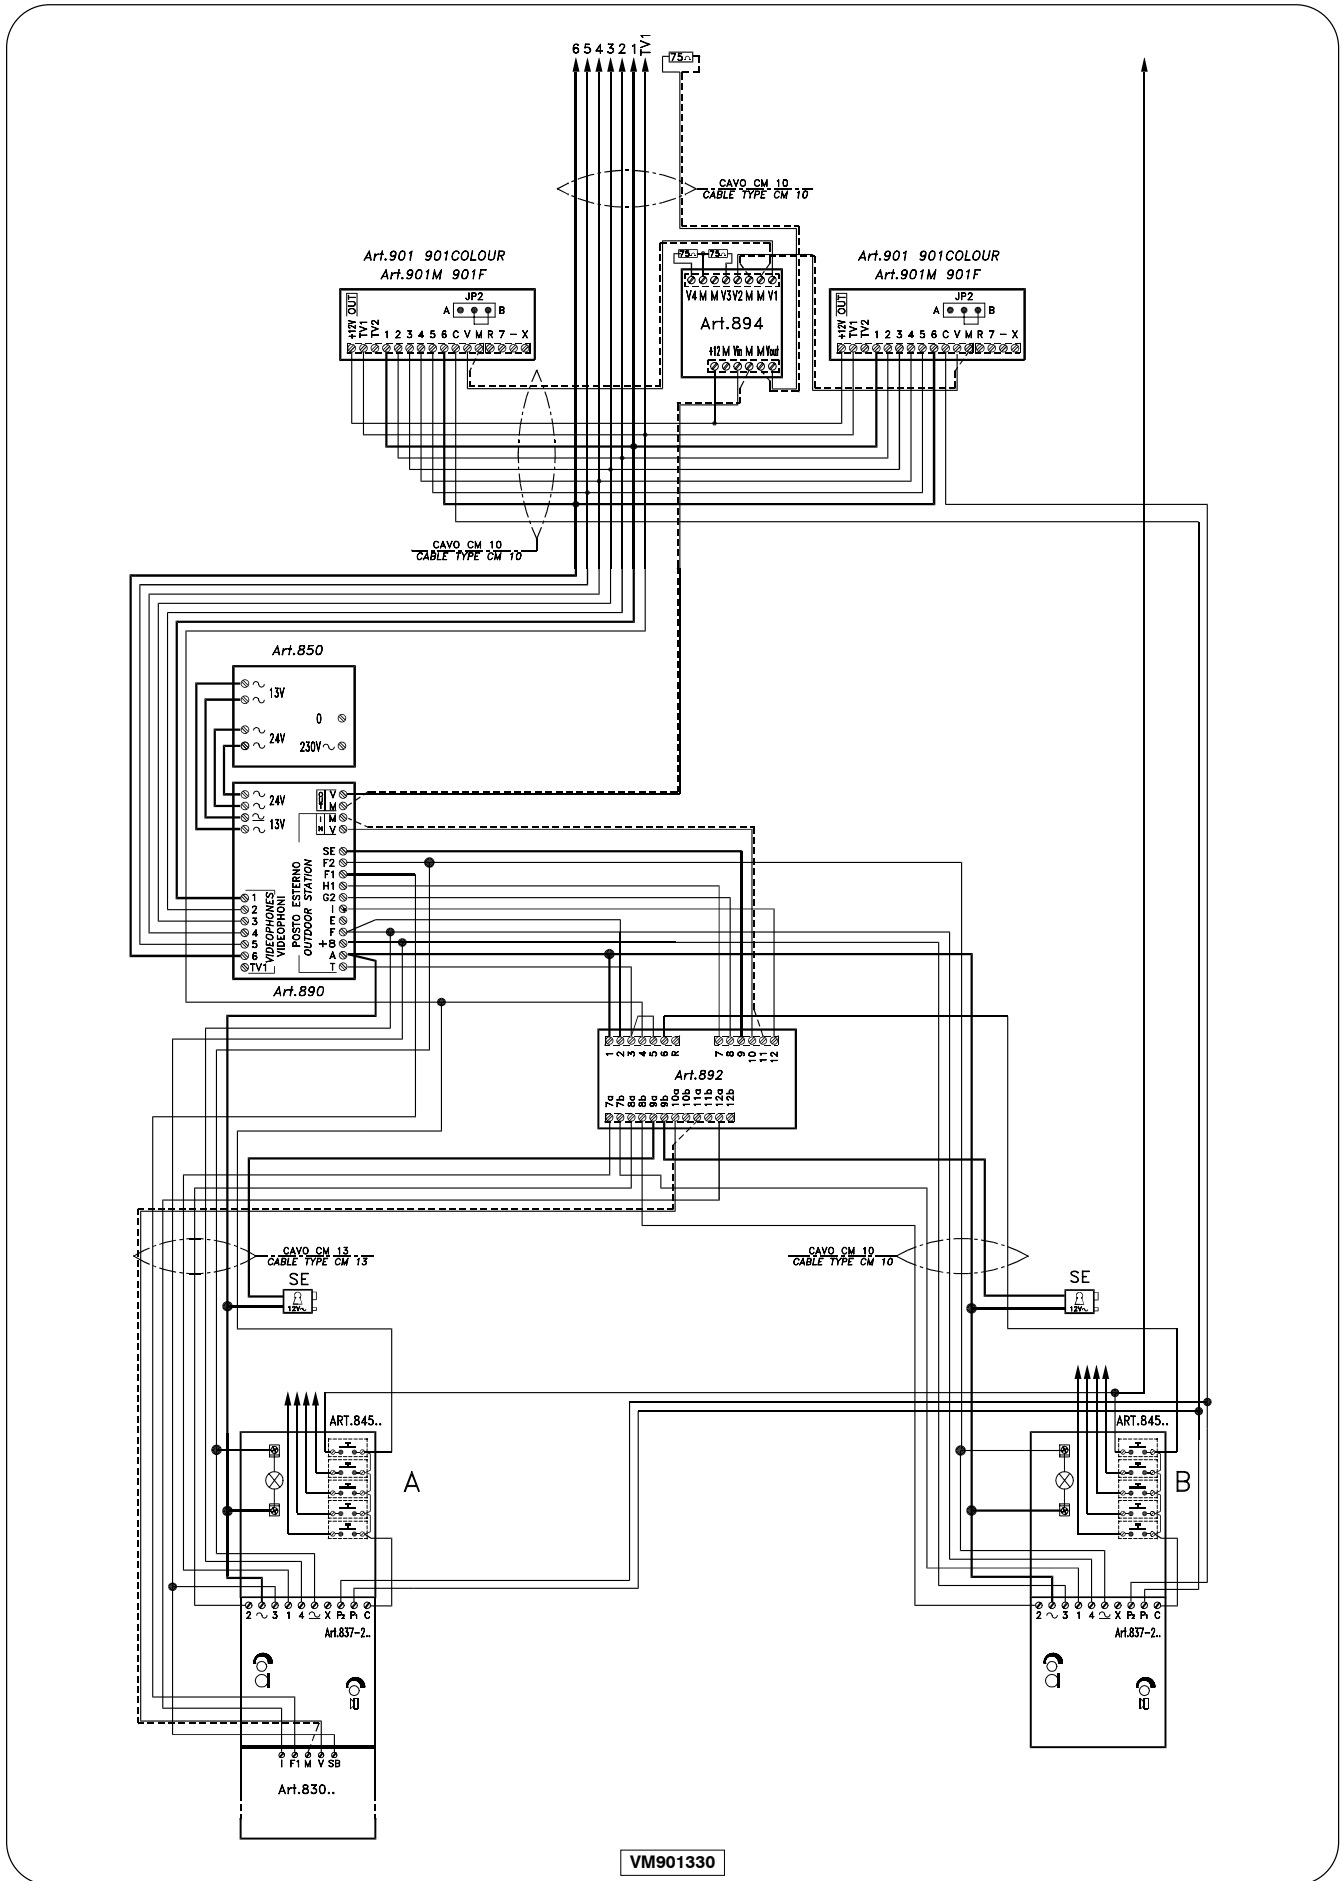 6 5 4 3 2 1 TV1
75Ω
CAVO CM 10
CABLE TYPE CM 10
Art.901 901COLOUR
Art.901M 901F
OUT
JP2
A B
+12V TV1 TV2 1 2 3 4 5 6 C V M R 7 − X
75Ω 75Ω
V4 M M V3 V2 M M V1
Art.894
+12 M Vin M M Vout
Art.901 901COLOUR
Art.901M 901F
OUT
JP2
A B
+12V TV1 TV2 1 2 3 4 5 6 C V M R 7 − X
CAVO CM 10
CABLE TYPE CM 10
Art.850
∼
∼ 13V
0
∼
∼ 24V
230V∼
∼
∼ 24V
∼ 13V
OUT V
M
IN M
V
SE
F2
F1
H1
G2
I
E
F
+B
A
T
POSTO ESTERNO
OUTDOOR STATION
VIDEOPHONES
VIDEOPHONI
1
2
3
4
5
6
TV1
Art.890
1 2 3 4 5 6 R 7 8 9 10 11 12
Art.892
7a 7b 8a 8b 9a 9b 10a 10b 11a 11b 12a 12b
CAVO CM 13
CABLE TYPE CM 13
CAVO CM 10
CABLE TYPE CM 10
SE
12V∼
SE
12V∼
ART.845..
A
ART.845..
B
2 ∼ 3 1 4 X P2 P1 C
Art.837-2..
2 ∼ 3 1 4 X P2 P1 C
Art.837-2..
I F1 M V SB
Art.830..
VM901330